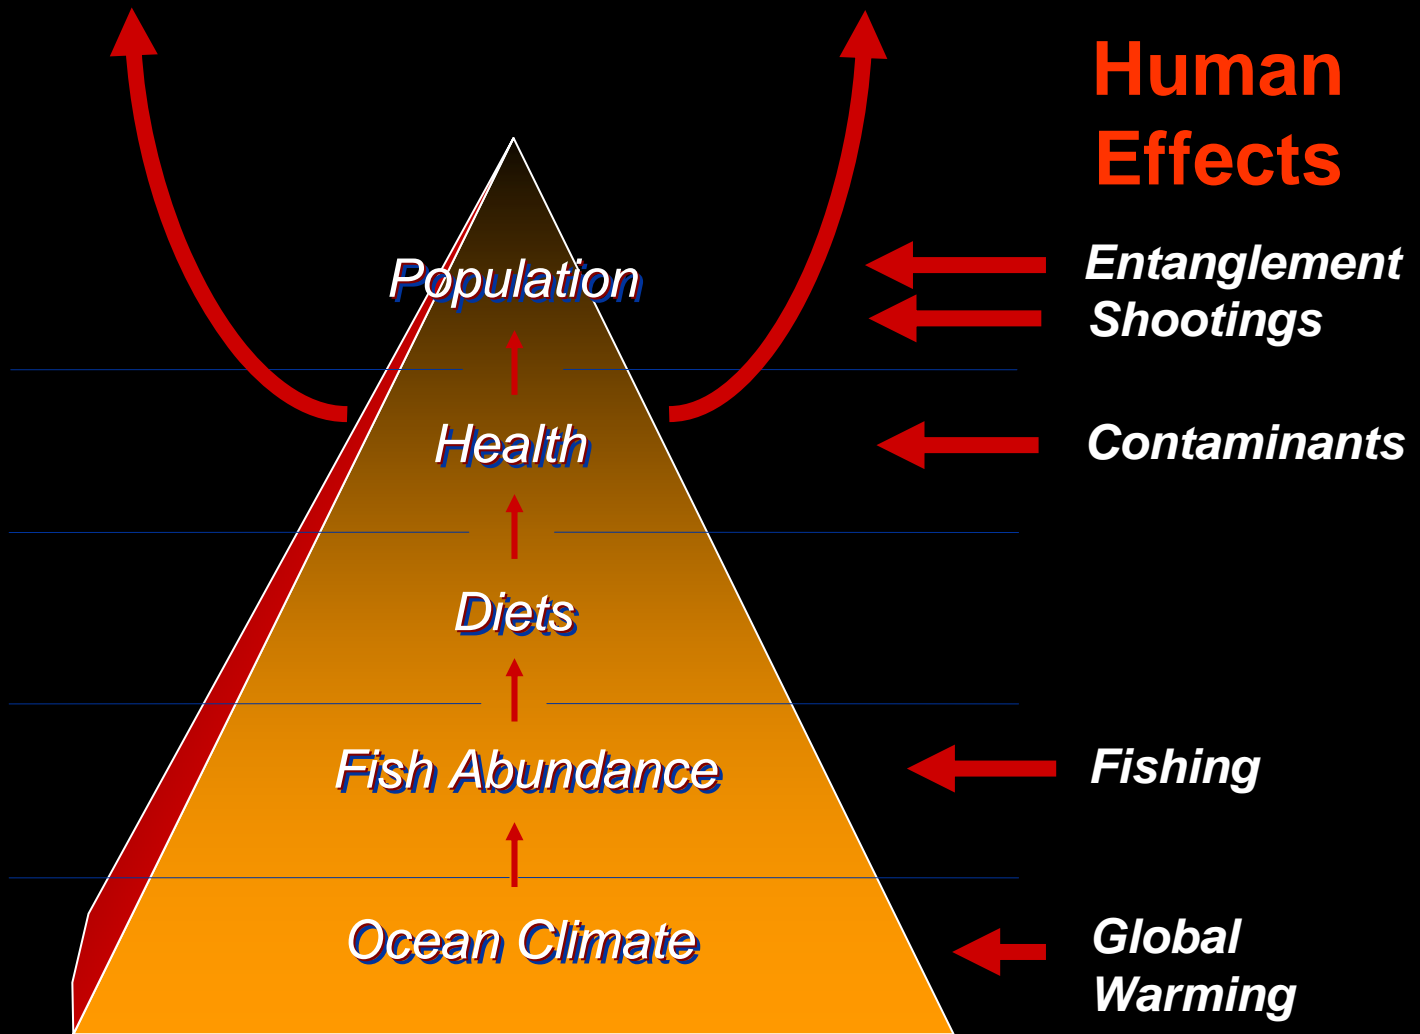 Human
Effects
Population
Entanglement
Shootings
Health
Contaminants
Diets
Fish Abundance
Fishing
Ocean Climate
Global
Warming